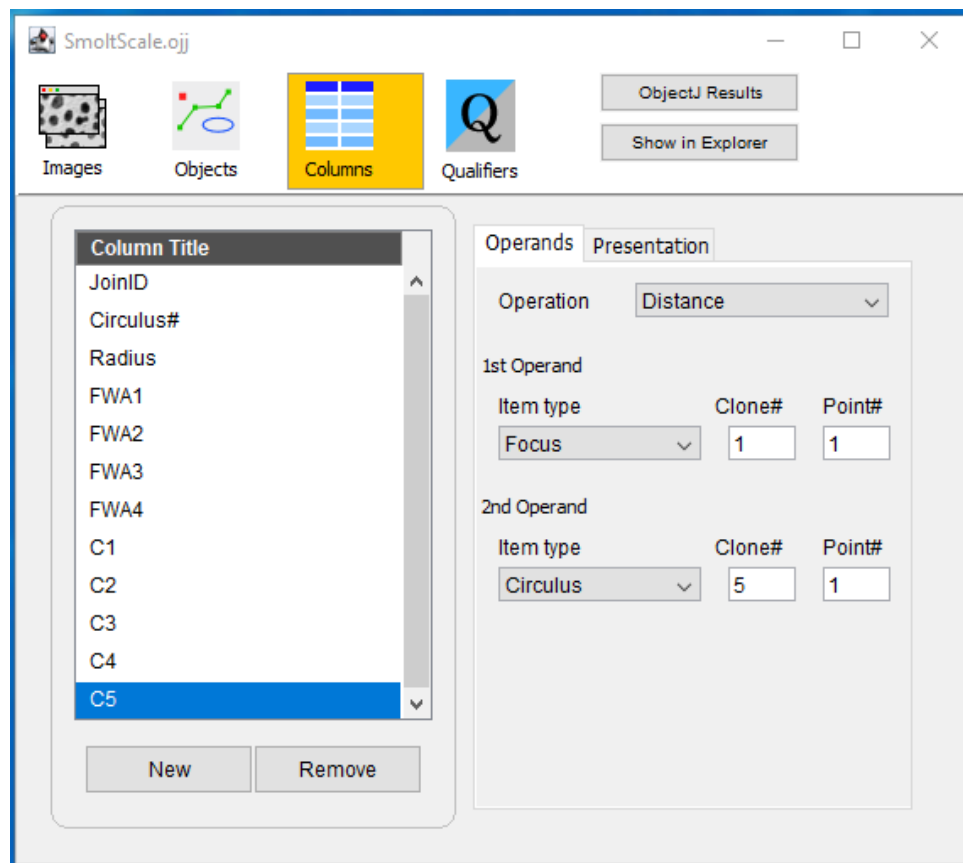 SmoltScale.ojj
Images
Objects
Columns
Q
Qualifiers
ObjectJ Results
Show in Explorer
Column Title
JoinID
Circulus#
Radius
FWA1
FWA2
FWA3
FWA4
C1
C2
C3
C4
C5
New
Remove
Operands Presentation
Operation Distance
1st Operand
Item type Clone# Point#
Focus 1 1
2nd Operand
Item type Clone# Point#
Circulus 5 1